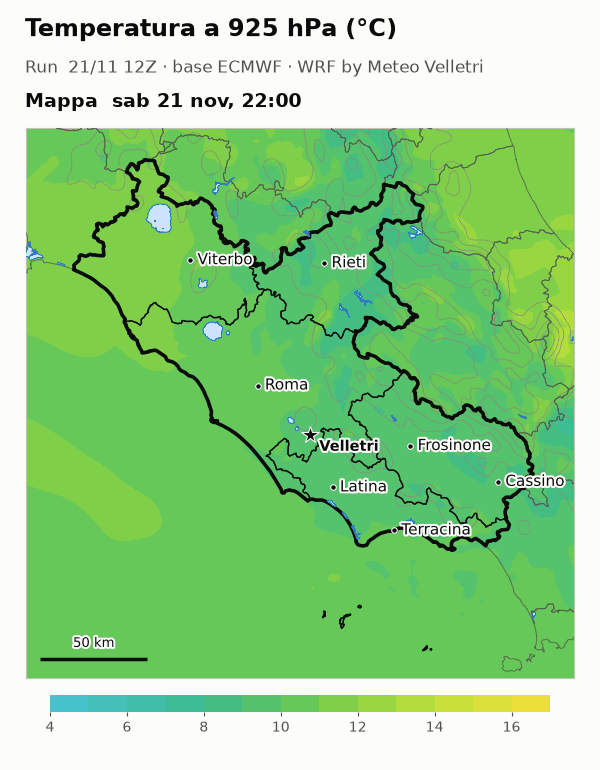 Temperatura a 925 hPa (°C)
Run  21/11 12Z · base ECMWF · WRF by Meteo Velletri
Mappa  sab 21 nov, 22:00
Viterbo
Rieti
Roma
Velletri
Frosinone
Cassino
Latina
Terracina
50 km
4 6 8 10 12 14 16